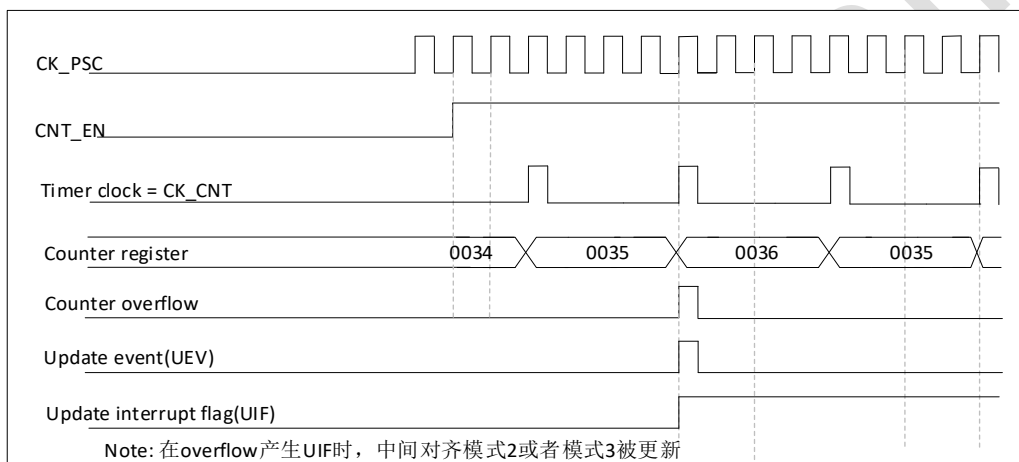 CK_PSC
CNT_EN
Timer clock = CK_CNT
Counter register 0034 0035 0036 0035
Counter overflow
Update event(UEV)
Update interrupt flag(UIF)
Note: 在overflow产生UIF时，中间对齐模式2或者模式3被更新